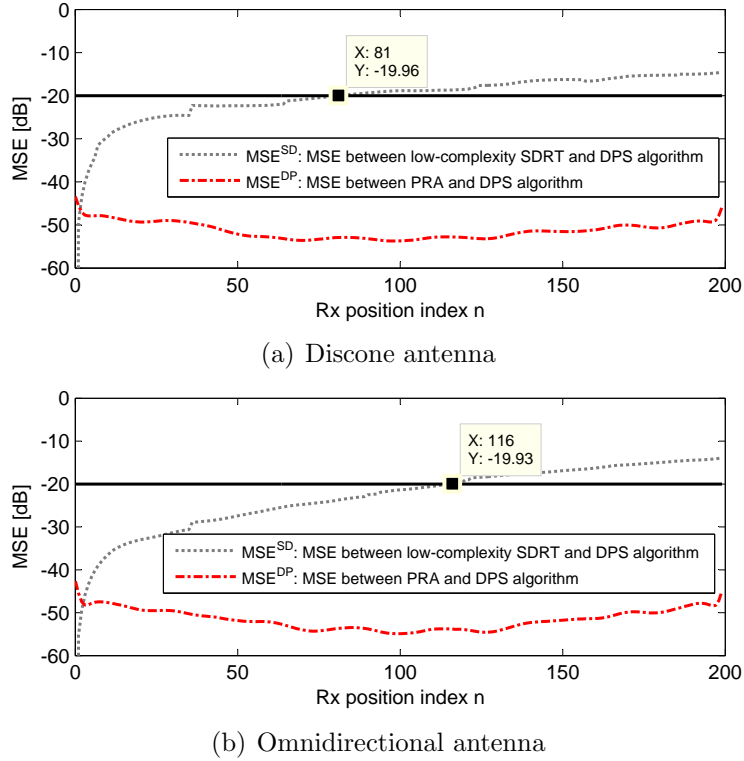 -20
-30
-40
-50
-60
-10
0
MSE [dB]
X: 81
Y: -19.96
MSE^SD: MSE between low-complexity SDRT and DPS algorithm
MSE^DP: MSE between PRA and DPS algorithm
0 50 100 150 200
Rx position index n
(a) Discone antenna
0
-10
-20
-30
-40
-50
-60
MSE [dB]
X: 116
Y: -19.93
MSE^SD: MSE between low-complexity SDRT and DPS algorithm
MSE^DP: MSE between PRA and DPS algorithm
0 50 100 150 200
Rx position index n
(b) Omnidirectional antenna